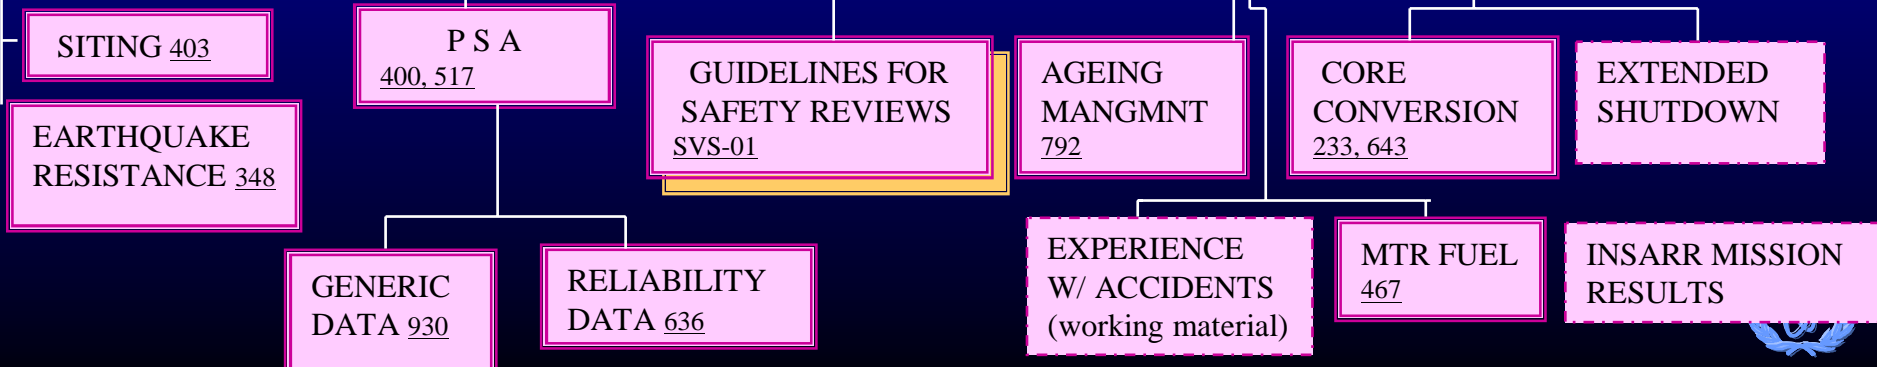 SITING 403
EARTHQUAKE
RESISTANCE 348
P S A
400, 517
GENERIC
DATA 930
RELIABILITY
DATA 636
GUIDELINES FOR
SAFETY REVIEWS
SVS-01
AGEING
MANGMNT
792
CORE
CONVERSION
233, 643
EXTENDED
SHUTDOWN
EXPERIENCE
W/ ACCIDENTS
(working material)
MTR FUEL
467
INSARR MISSION
RESULTS